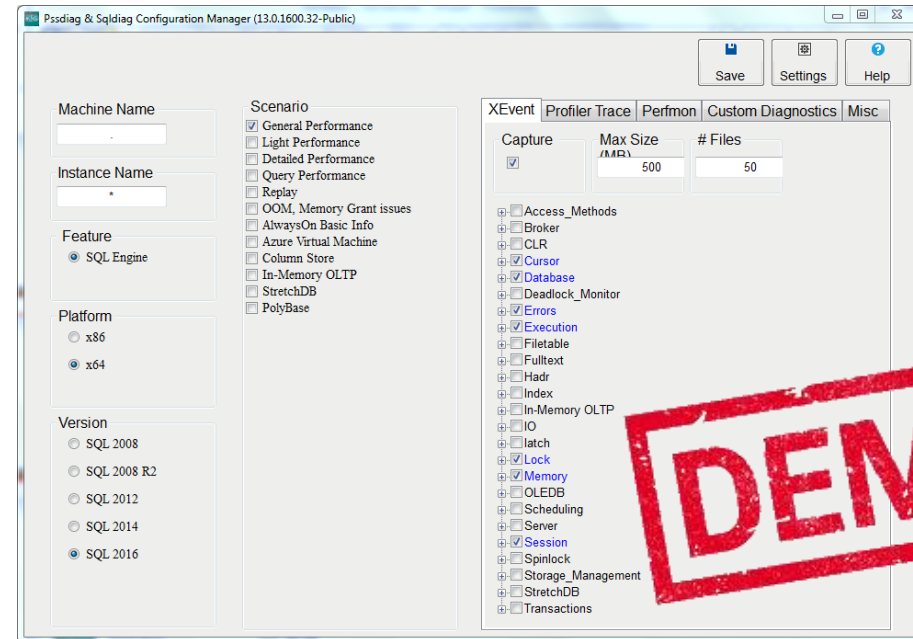 Pssdiag & Sqldiag Configuration Manager (13.0.1600.32-Public)
Save
Settings
Help
Machine Name
.
Instance Name
*
Feature
SQL Engine
Platform
x86
x64
Version
SQL 2008
SQL 2008 R2
SQL 2012
SQL 2014
SQL 2016
Scenario
General Performance
Light Performance
Detailed Performance
Query Performance
Replay
OOM, Memory Grant issues
AlwaysOn Basic Info
Azure Virtual Machine
Column Store
In-Memory OLTP
StretchDB
PolyBase
XEvent Profiler Trace Perfmon Custom Diagnostics Misc
Capture
Max Size
(MB)
500
# Files
50
Access_Methods
Broker
CLR
Cursor
Database
Deadlock_Monitor
Errors
Execution
Filetable
Fulltext
Hadr
Index
In-Memory OLTP
IO
latch
Lock
Memory
OLEDB
Scheduling
Server
Session
Spinlock
Storage_Management
StretchDB
Transactions